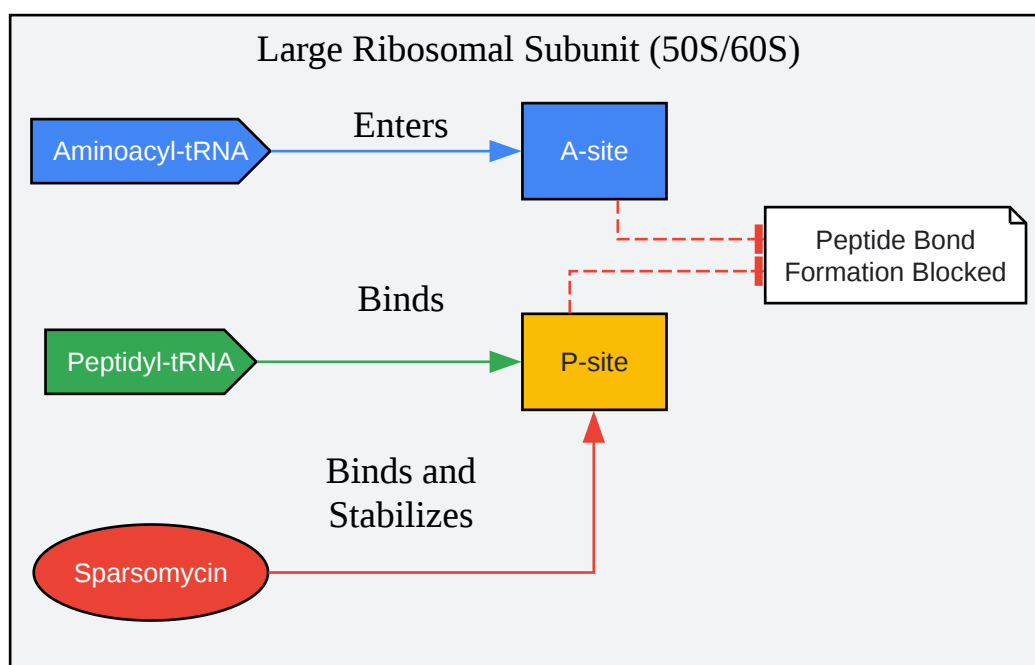 Large Ribosomal Subunit (50S/60S)
Aminoacyl-tRNA
Enters
A-site
Peptide Bond
Formation Blocked
Peptidyl-tRNA
Binds
P-site
Binds and
Stabilizes
Sparsomycin